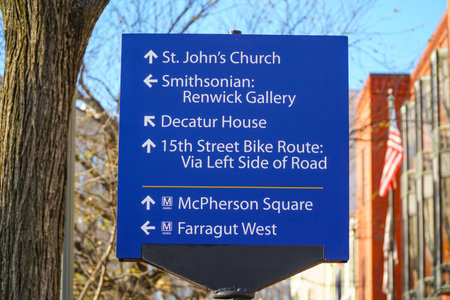 ↑ St. John's Church
← Smithsonian:
Renwick Gallery
↖ Decatur House
↑ 15th Street Bike Route:
Via Left Side of Road
↑ M McPherson Square
← M Farragut West